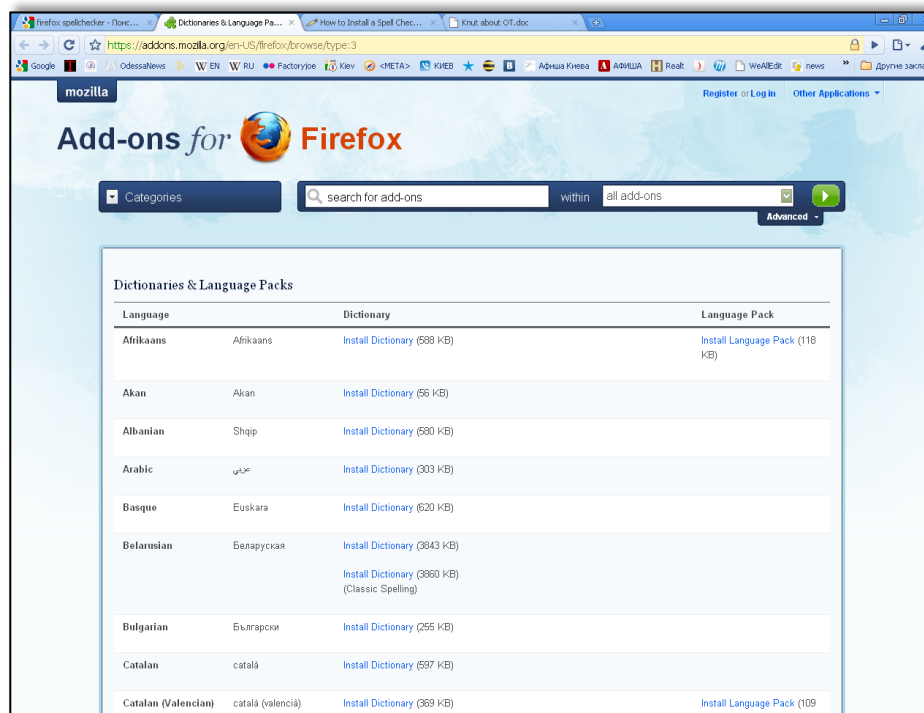 firefox spellchecker - Понс...
Dictionaries & Language Pa...
How to Install a Spell Chec...
Knut about OT.doc
https://addons.mozilla.org/en-US/firefox/browse/type:3
Google OdessaNews W EN W RU Factoryjoe Kiev <META> КИЕВ Афиша Киева АФИША Realt WeAllEdit news » Другие закла
mozilla
Register or Log in Other Applications
Add-ons for Firefox
Categories search for add-ons within all add-ons
Advanced
Dictionaries & Language Packs
Language Dictionary Language Pack
Afrikaans Afrikaans Install Dictionary (588 KB) Install Language Pack (118
KB)
Akan Akan Install Dictionary (56 KB)
Albanian Shqip Install Dictionary (580 KB)
Arabic عربي Install Dictionary (303 KB)
Basque Euskara Install Dictionary (620 KB)
Belarusian Беларуская Install Dictionary (3843 KB)
Install Dictionary (3860 KB)
(Classic Spelling)
Bulgarian Български Install Dictionary (255 KB)
Catalan català Install Dictionary (597 KB)
Catalan (Valencian) català (valencià) Install Dictionary (369 KB) Install Language Pack (109